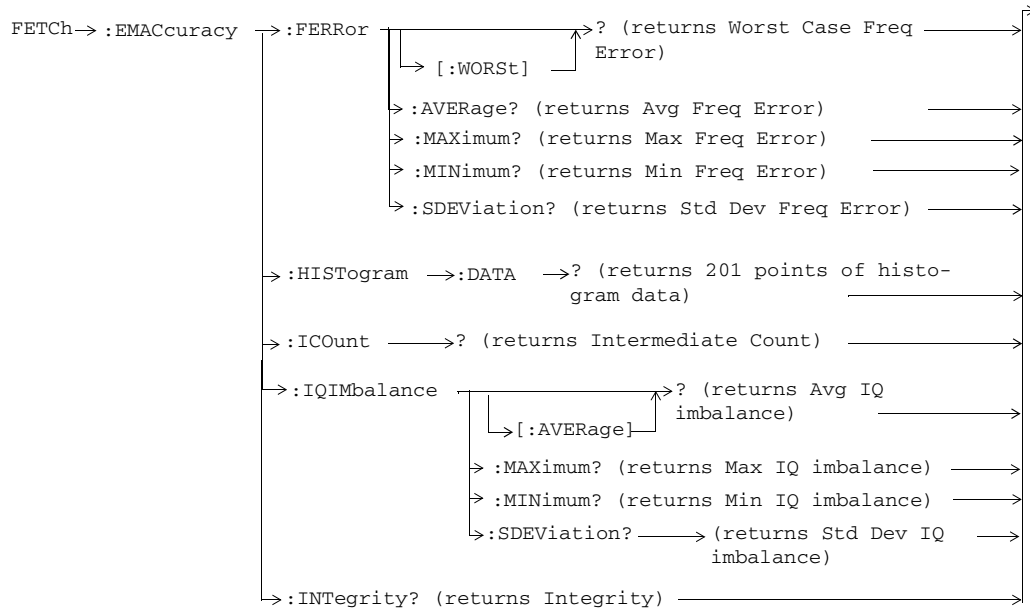 FETCh :EMACcuracy :FERRor ? (returns Worst Case Freq
Error)
[:WORSt]
:AVERage? (returns Avg Freq Error)
:MAXimum? (returns Max Freq Error)
:MINimum? (returns Min Freq Error)
:SDEViation? (returns Std Dev Freq Error)
:HISTogram :DATA ? (returns 201 points of histo-
gram data)
:ICOunt ? (returns Intermediate Count)
:IQIMbalance ? (returns Avg IQ
imbalance)
[:AVERage]
:MAXimum? (returns Max IQ imbalance)
:MINimum? (returns Min IQ imbalance)
:SDEViation? (returns Std Dev IQ
imbalance)
:INTegrity? (returns Integrity)